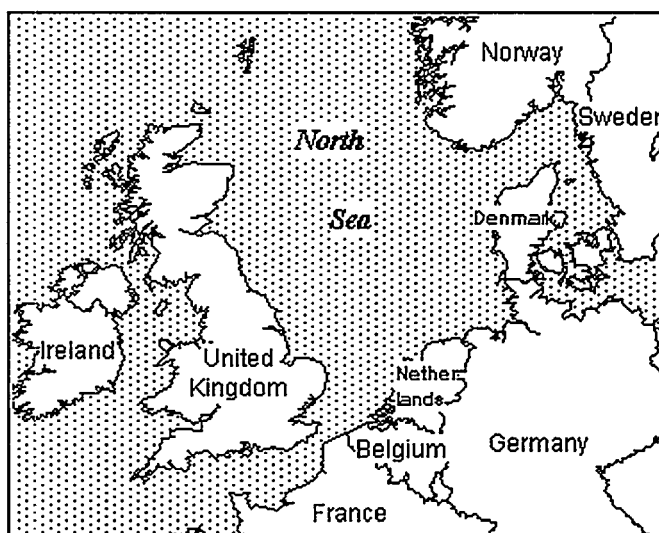 Norway
Sweden
North
Sea
Denmark
Ireland
United
Kingdom
Nether
lands
Belgium
Germany
France